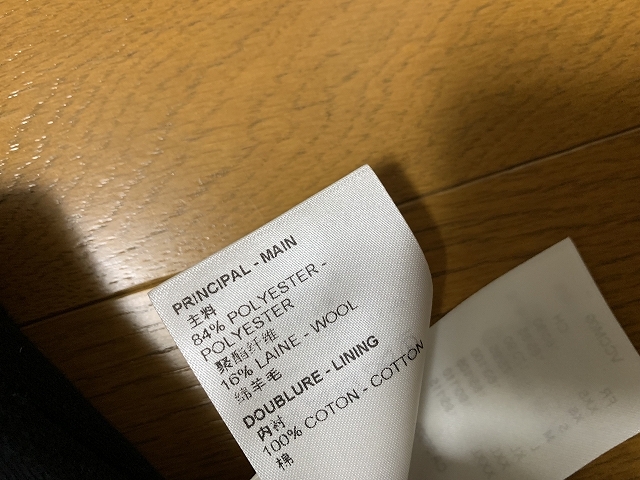 PRINCIPAL - MAIN
主料
84% POLYESTER -
POLYESTER
聚酯纤维
16% LAINE - WOOL
绵羊毛
DOUBLURE - LINING
内衬
100% COTON - COTTON
棉